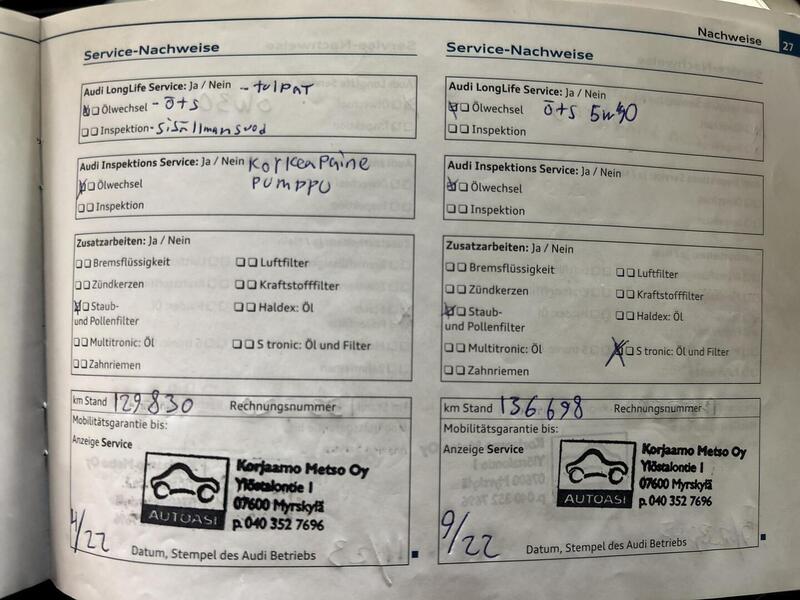 Nachweise 27
Service-Nachweise
Audi LongLife Service: Ja / Nein - tulpat
Ölwechsel - öts
Inspektion - sisällmansuod
Audi Inspektions Service: Ja / Nein Korkeapaine
Ölwechsel pumppu
Inspektion
Zusatzarbeiten: Ja / Nein
Bremsflüssigkeit Luftfilter
Zündkerzen Kraftstofffilter
Staub- Haldex: Öl
und Pollenfilter
Multitronic: Öl S tronic: Öl und Filter
Zahnriemen
km Stand 129830 Rechnungsnummer
Mobilitätsgarantie bis:
Anzeige Service
Korjaamo Metso Oy
Ylöstalontie 1
07600 Myrskylä
AUTOASI p. 040 352 7696
4/22
Datum, Stempel des Audi Betriebs
Service-Nachweise
Audi LongLife Service: Ja / Nein
Ölwechsel öts 5w40
Inspektion
Audi Inspektions Service: Ja / Nein
Ölwechsel
Inspektion
Zusatzarbeiten: Ja / Nein
Bremsflüssigkeit Luftfilter
Zündkerzen Kraftstofffilter
Staub- Haldex: Öl
und Pollenfilter
Multitronic: Öl S tronic: Öl und Filter
Zahnriemen
km Stand 136698 Rechnungsnummer
Mobilitätsgarantie bis:
Anzeige Service
Korjaamo Metso Oy
Ylöstalontie 1
07600 Myrskylä
AUTOASI p. 040 352 7696
9/22
Datum, Stempel des Audi Betriebs